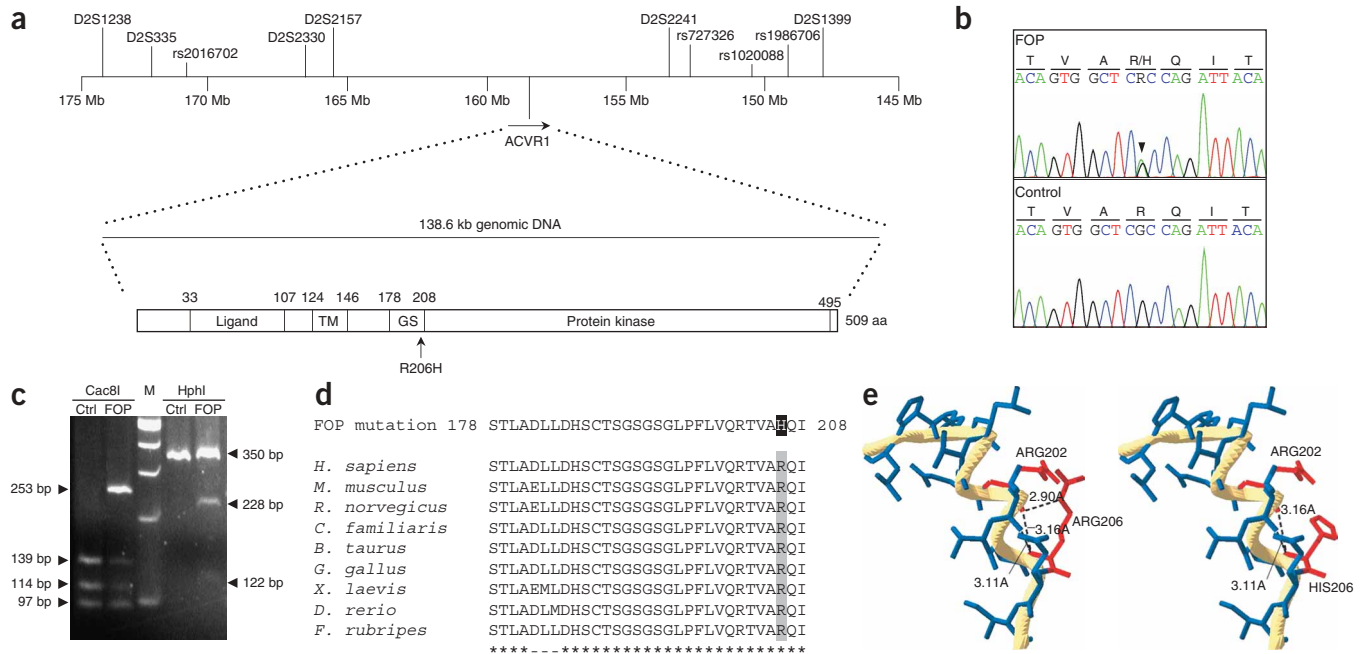 a
D2S1238
D2S2157
D2S2241
D2S1399
D2S335
D2S2330
rs727326
rs1986706
rs2016702
rs1020088
175 Mb
170 Mb
165 Mb
160 Mb
155 Mb
150 Mb
145 Mb
ACVR1
138.6 kb genomic DNA
33 107 124 146 178 208 495
Ligand TM GS Protein kinase 509 aa
R206H
b
FOP
T V A R/H Q I T
ACA GTG GCT CRC CAG ATT ACA
Control
T V A R Q I T
ACA GTG GCT CGC CAG ATT ACA
c
Cac8I M HphI
Ctrl FOP Ctrl FOP
350 bp
253 bp
228 bp
139 bp
122 bp
114 bp
97 bp
d
FOP mutation 178 STLADLLDHSCTSGSGSGLPFLVQRTVAHQI 208
H. sapiens STLADLLDHSCTSGSGSGLPFLVQRTVARQI
M. musculus STLAELLDHSCTSGSGSGLPFLVQRTVARQI
R. norvegicus STLAELLDHSCTSGSGSGLPFLVQRTVARQI
C. familiaris STLADLLDHSCTSGSGSGLPFLVQRTVARQI
B. taurus STLADLLDHSCTSGSGSGLPFLVQRTVARQI
G. gallus STLADLLDHSCTSGSGSGLPFLVQRTVARQI
X. laevis STLAEMLDHSCTSGSGSGLPFLVQRTVARQI
D. rerio STLADLMDHSCTSGSGSGLPFLVQRTVARQI
F. rubripes STLADLLDHSCTSGSGSGLPFLVQRTVARQI
****---************************
e
ARG202
2.90A
3.16A
ARG206
3.11A
ARG202
3.16A
3.11A
HIS206